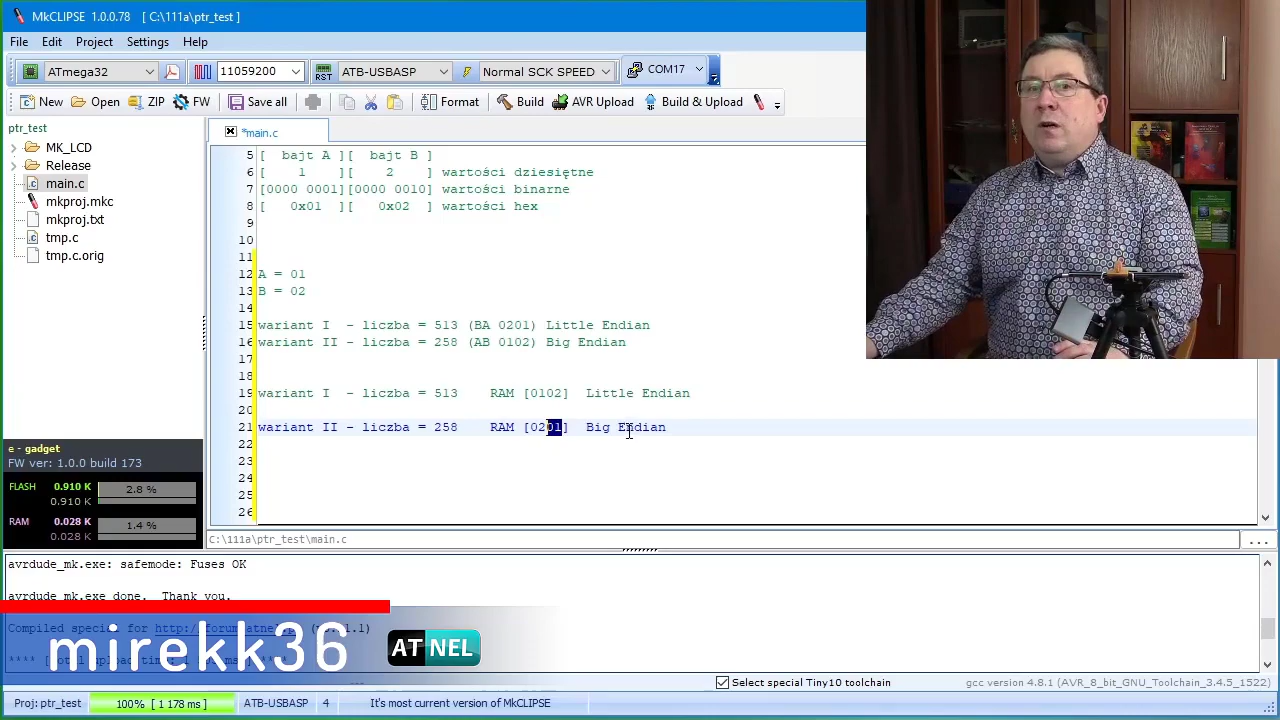 MkCLIPSE 1.0.0.78 [ C:\111a\ptr_test ]
File Edit Project Settings Help
ATmega32 11059200 RST ATB-USBASP Normal SCK SPEED COM17
New Open ZIP FW Save all Format Build AVR Upload Build & Upload
ptr_test
MK_LCD
Release
main.c
mkproj.mkc
mkproj.txt
tmp.c
tmp.c.orig
*main.c
5 [ bajt A ][ bajt B ]
6 [ 1 ][ 2 ] wartości dziesiętne
7 [0000 0001][0000 0010] wartości binarne
8 [ 0x01 ][ 0x02 ] wartości hex
9
10
11
12 A = 01
13 B = 02
14
15 wariant I - liczba = 513 (BA 0201) Little Endian
16 wariant II - liczba = 258 (AB 0102) Big Endian
17
18
19 wariant I - liczba = 513 RAM [0102] Little Endian
20
21 wariant II - liczba = 258 RAM [0201] Big Endian
22
23
24
25
26
e - gadget
FW ver: 1.0.0 build 173
FLASH 0.910 K 2.8 %
0.910 K
RAM 0.028 K 1.4 %
0.028 K
C:\111a\ptr_test\main.c ...
avrdude_mk.exe: safemode: Fuses OK
avrdude_mk.exe done. Thank you.
Compiled special for
mirekk36 ATNEL
Select special Tiny10 toolchain gcc version 4.8.1 (AVR_8_bit_GNU_Toolchain_3.4.5_1522)
Proj: ptr_test 100% [ 1 178 ms ] ATB-USBASP 4 It's most current version of MkCLIPSE